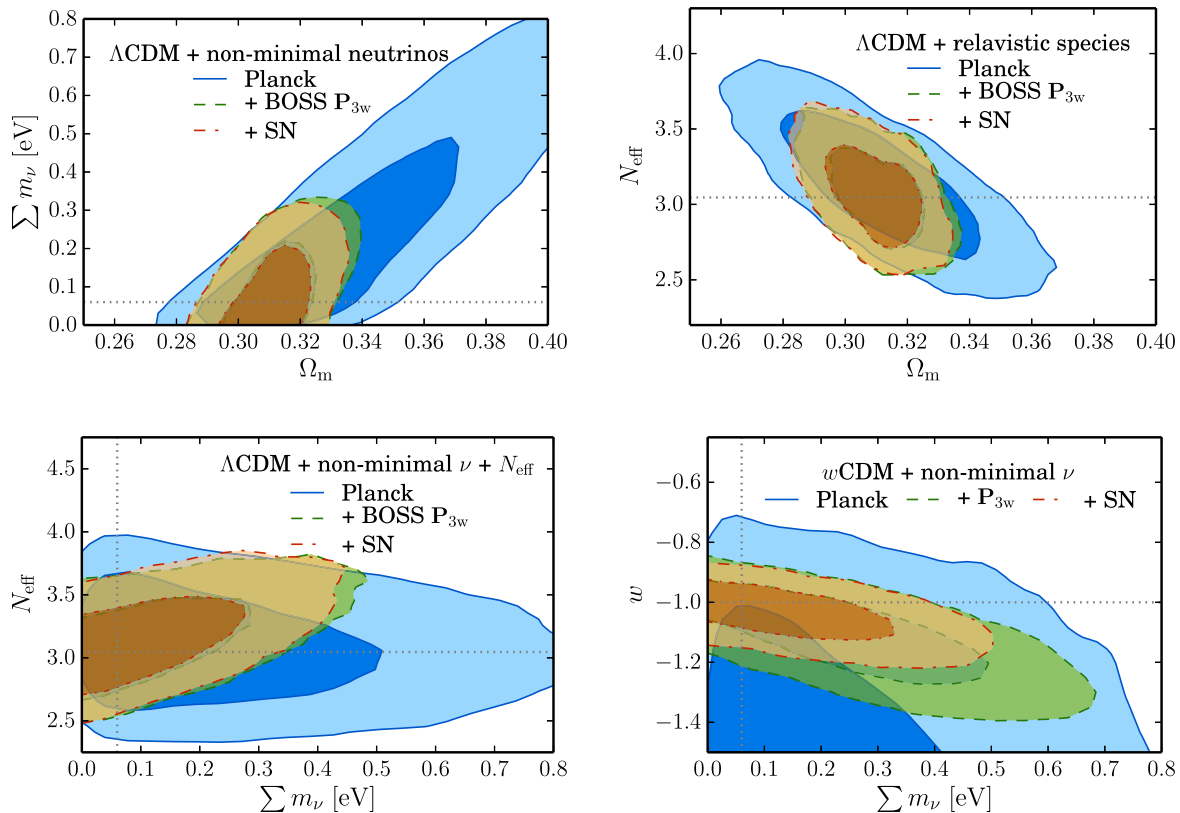 ΛCDM + non-minimal neutrinos
Planck
+ BOSS P3w
+ SN
0.8
0.7
0.6
0.5
0.4
0.3
0.2
0.1
0.0
∑ mν [eV]
0.26 0.28 0.30 0.32 0.34 0.36 0.38 0.40
Ωm
ΛCDM + relavistic species
Planck
+ BOSS P3w
+ SN
4.0
3.5
3.0
2.5
Neff
0.26 0.28 0.30 0.32 0.34 0.36 0.38 0.40
Ωm
ΛCDM + non-minimal ν + Neff
Planck
+ BOSS P3w
+ SN
4.5
4.0
3.5
3.0
2.5
Neff
0.0 0.1 0.2 0.3 0.4 0.5 0.6 0.7 0.8
∑ mν [eV]
wCDM + non-minimal ν
Planck + P3w + SN
−0.6
−0.8
−1.0
−1.2
−1.4
w
0.0 0.1 0.2 0.3 0.4 0.5 0.6 0.7 0.8
∑ mν [eV]